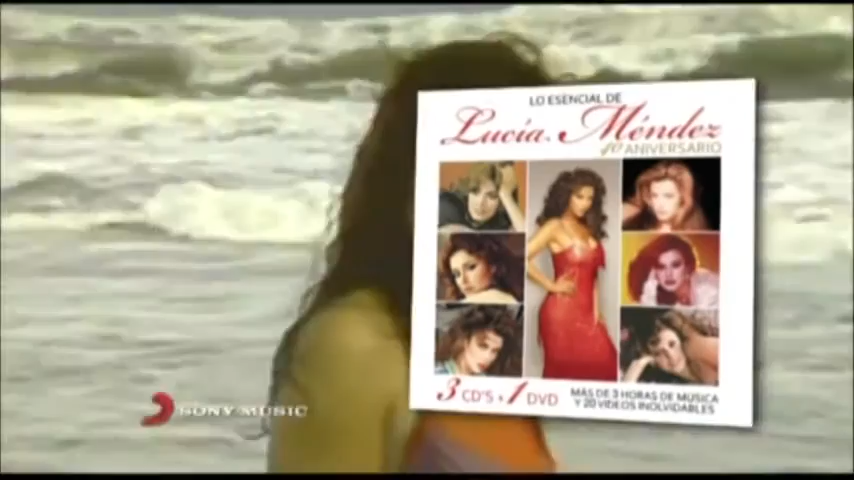 LO ESENCIAL DE
Lucía Méndez
40 ANIVERSARIO
3 CD'S + 1 DVD
MÁS DE 3 HORAS DE MÚSICA
Y 20 VIDEOS INOLVIDABLES
SONY MUSIC